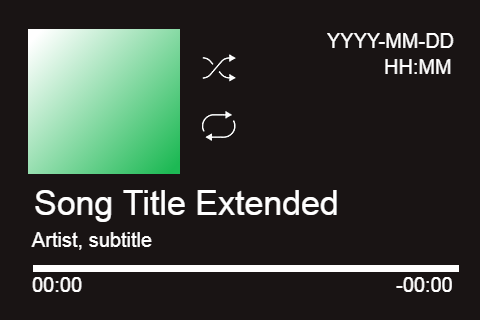 YYYY-MM-DD
HH:MM
Song Title Extended
Artist, subtitle
00:00
-00:00